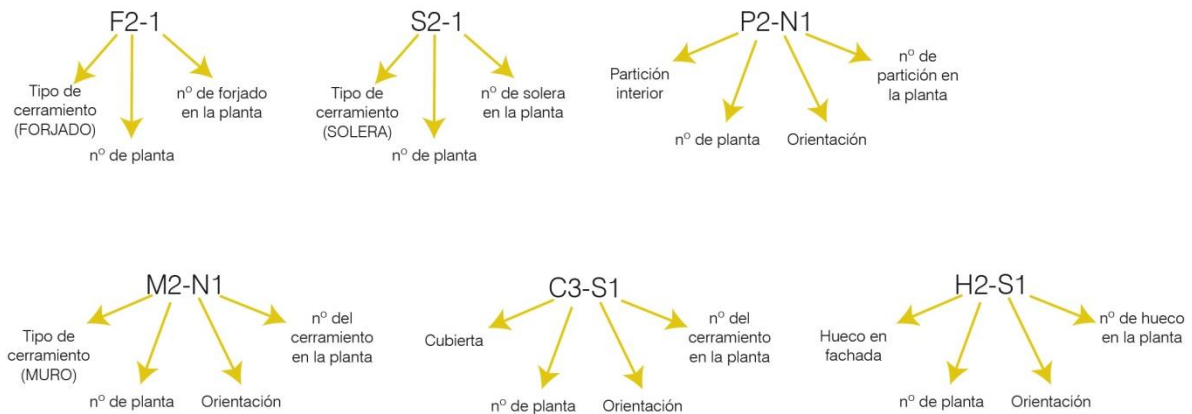 F2-1
Tipo de
cerramiento
(FORJADO)
nº de planta
nº de forjado
en la planta
S2-1
Tipo de
cerramiento
(SOLERA)
nº de planta
nº de solera
en la planta
P2-N1
Partición
interior
nº de planta
Orientación
nº de
partición en
la planta
M2-N1
Tipo de
cerramiento
(MURO)
nº de planta
Orientación
nº del
cerramiento
en la planta
C3-S1
Cubierta
nº de planta
Orientación
nº del
cerramiento
en la planta
H2-S1
Hueco en
fachada
nº de planta
Orientación
nº de hueco
en la planta